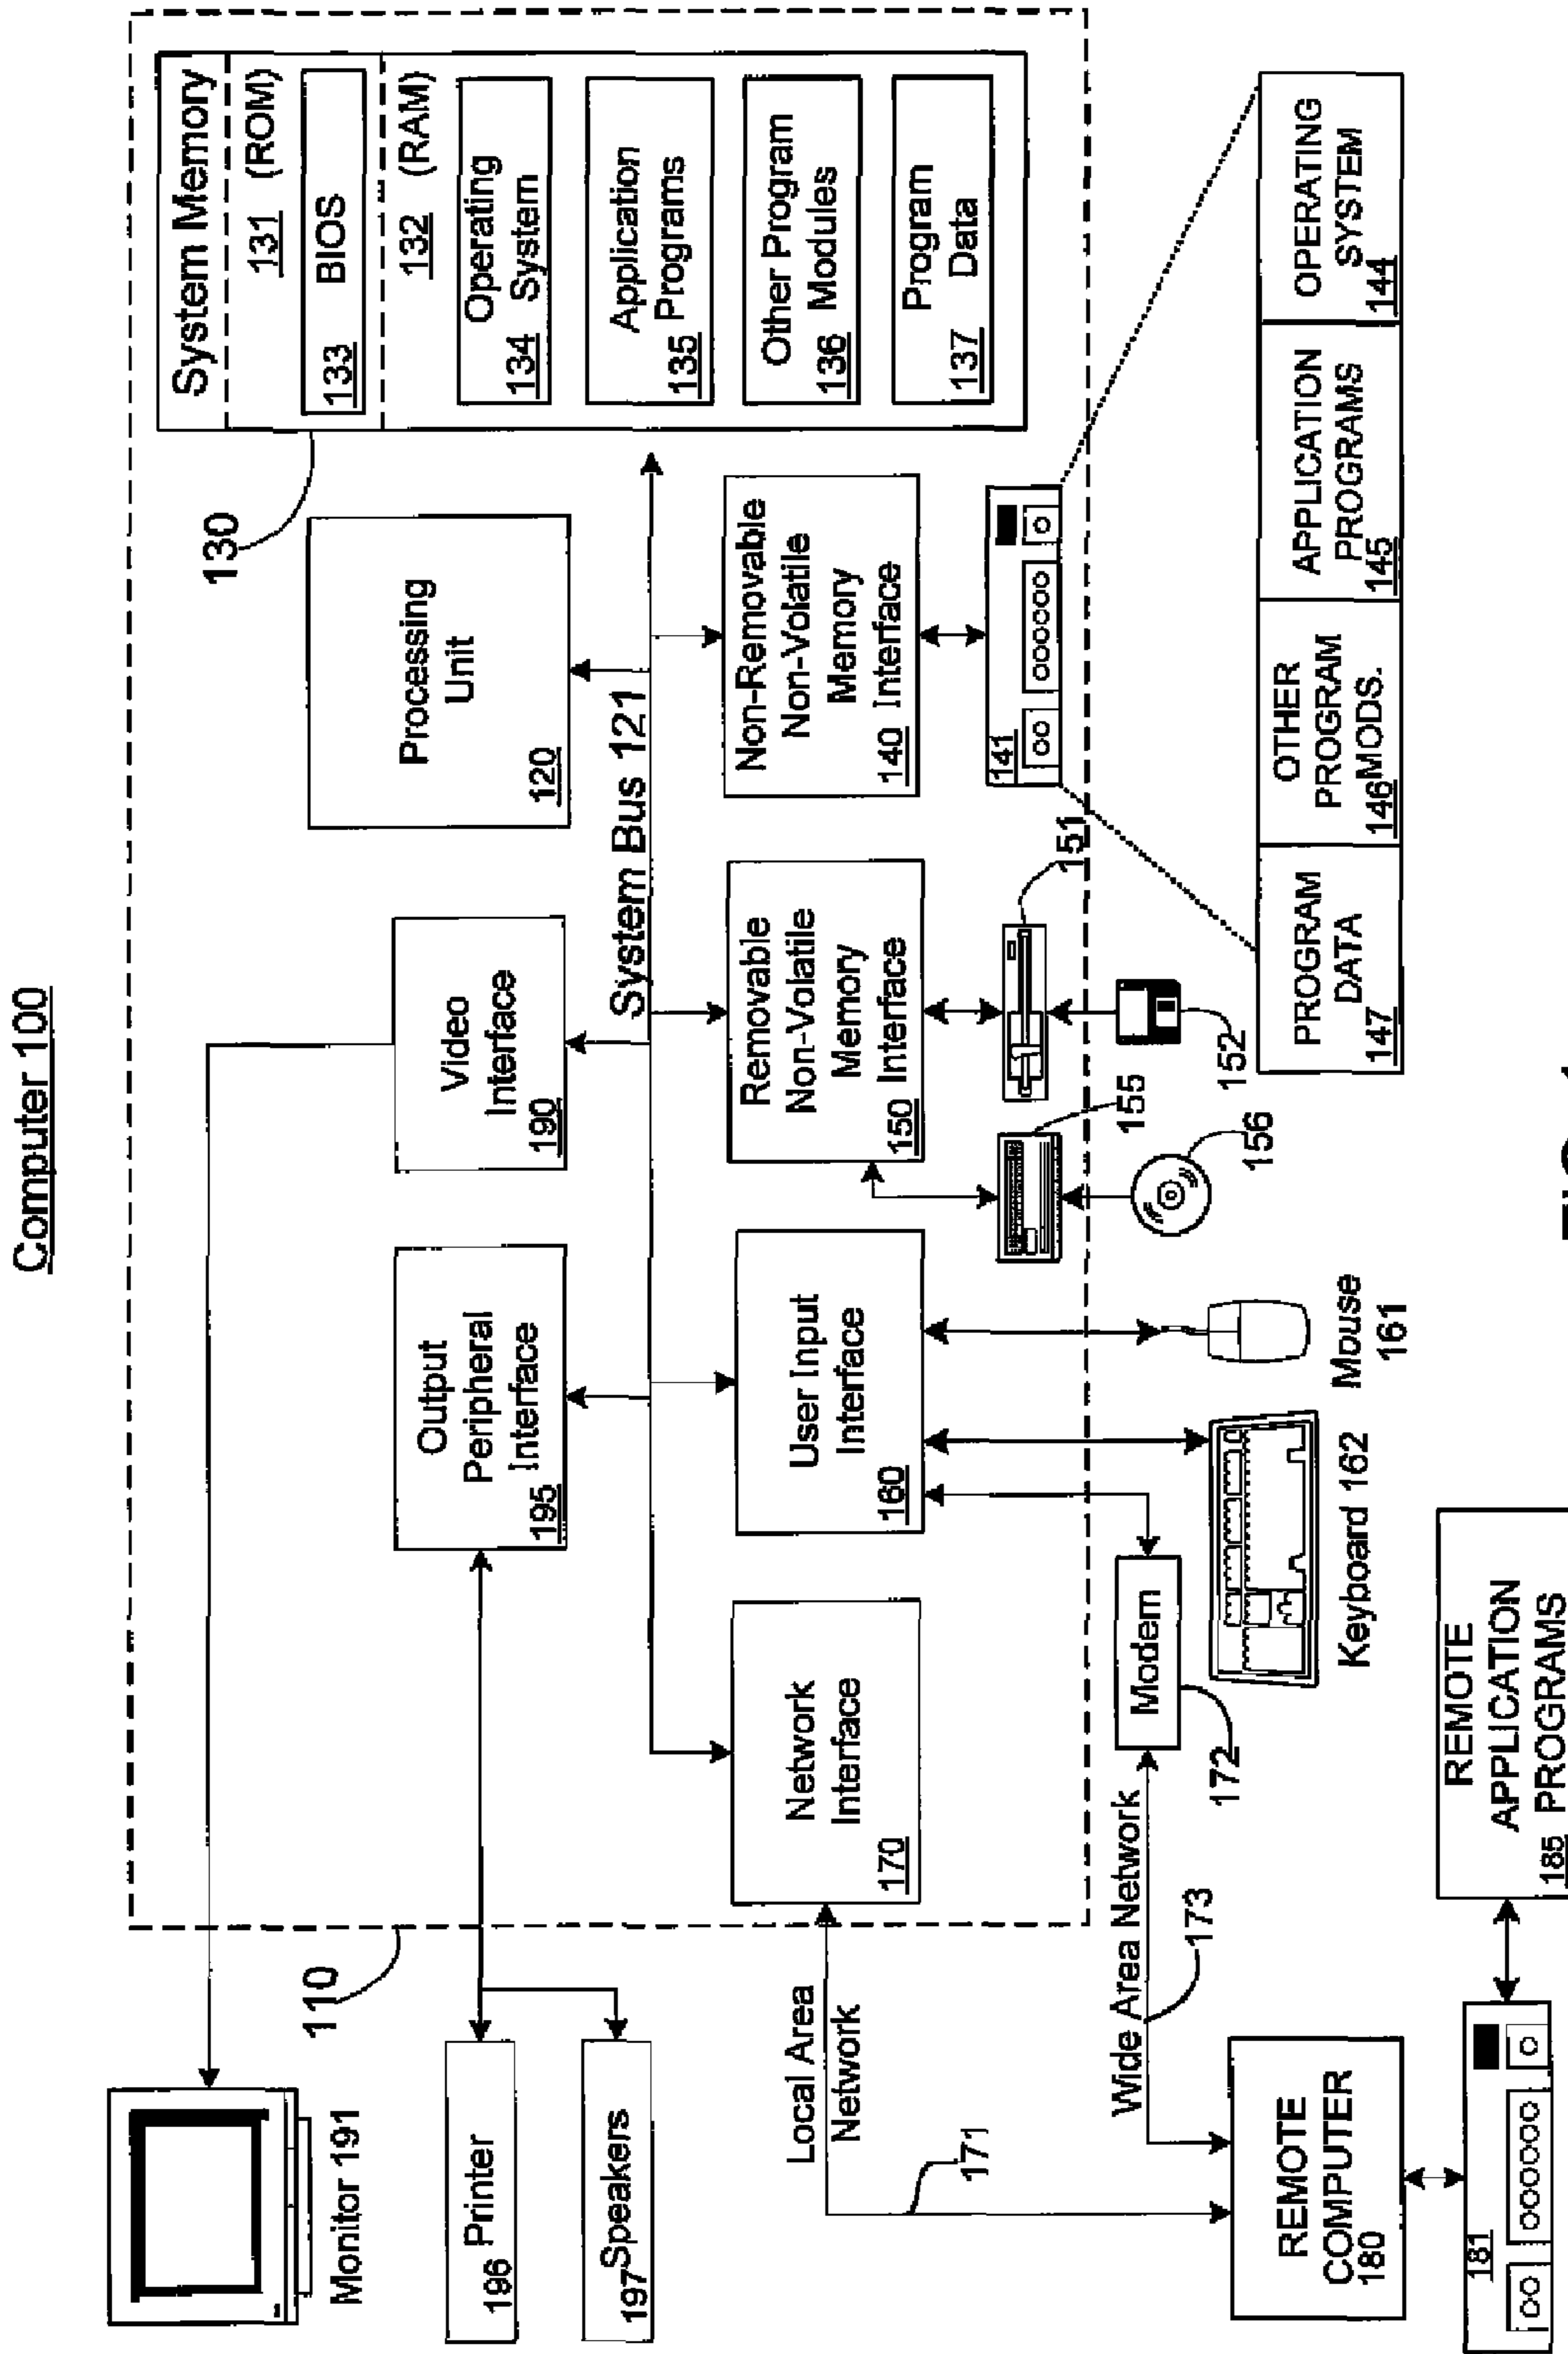 Computer 100
System Memory
131 (ROM)
133 BIOS
132 (RAM)
Operating
134 System
Application
135 Programs
Other Program
136 Modules
Program
137 Data
130
Processing
Unit
120
Video
Interface
190
Output
Peripheral
Interface
195
System Bus 121
Non-Removable
Non-Volatile
Memory
140 Interface
Removable
Non-Volatile
Memory
150 Interface
User Input
Interface
160
Network
Interface
170
110
Monitor 191
196 Printer
197 Speakers
Local Area
Network
171
Wide Area Network
173
Modem
172
141
151
152
155
156
Mouse
161
Keyboard 162
OPERATING
SYSTEM
144
APPLICATION
PROGRAMS
145
OTHER
PROGRAM
146 MODS.
PROGRAM
DATA
147
REMOTE
COMPUTER
180
181
REMOTE
APPLICATION
185 PROGRAMS